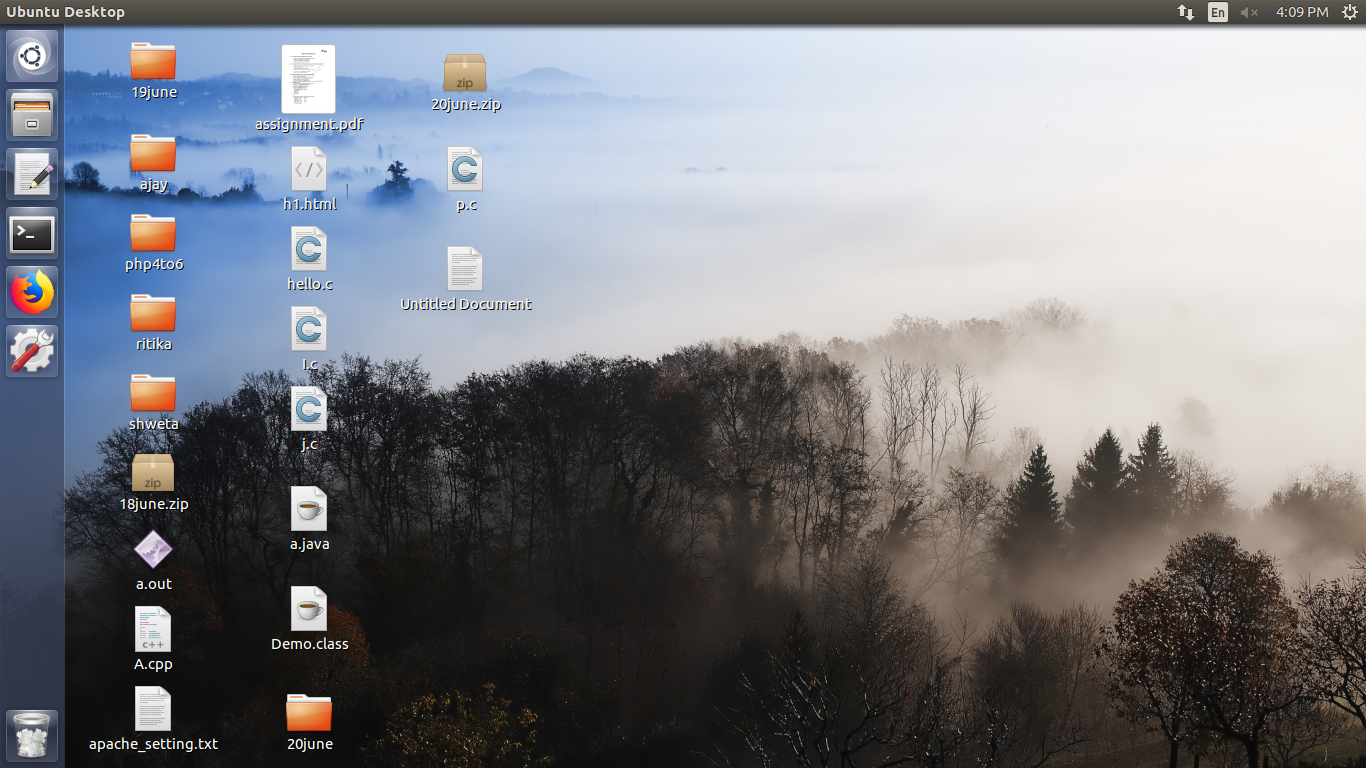 Ubuntu Desktop
En
4:09 PM
19june
ajay
php4to6
ritika
shweta
zip
18june.zip
a.out
c++
A.cpp
apache_setting.txt
assignment.pdf
h1.html
hello.c
j.c
a.java
Demo.class
20june
zip
20june.zip
p.c
Untitled Document